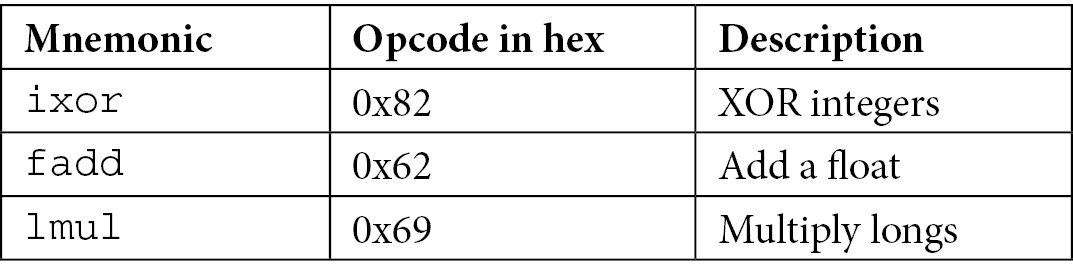 Mnemonic Opcode in hex Description
ixor 0x82 XOR integers
fadd 0x62 Add a float
lmul 0x69 Multiply longs